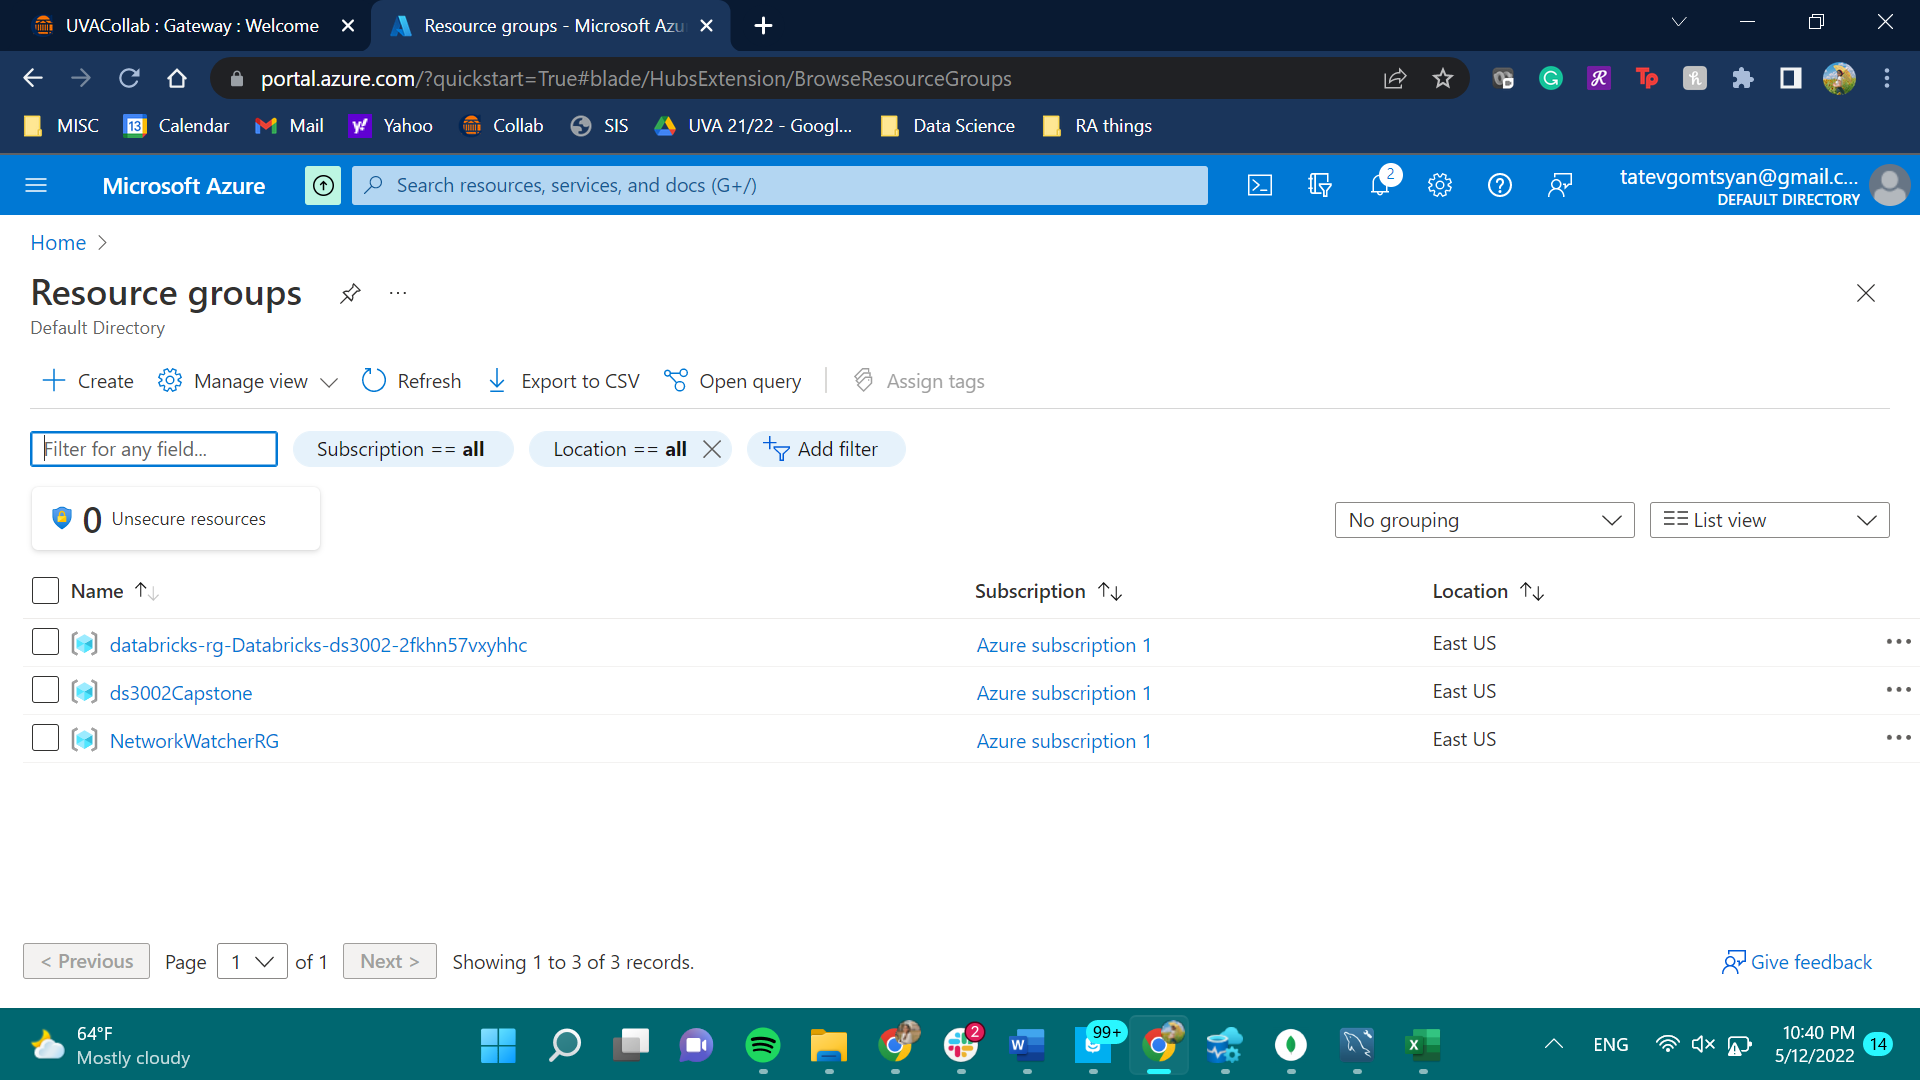 UVACollab : Gateway : Welcome
Resource groups - Microsoft Azu
portal.azure.com/?quickstart=True#blade/HubsExtension/BrowseResourceGroups
MISC
13 Calendar
Mail
Yahoo
Collab
SIS
UVA 21/22 - Googl...
Data Science
RA things
Microsoft Azure
Search resources, services, and docs (G+/)
2
tatevgomtsyan@gmail.c...
DEFAULT DIRECTORY
Home
Resource groups
...
Default Directory
Create
Manage view
Refresh
Export to CSV
Open query
Assign tags
Filter for any field...
Subscription == all
Location == all
Add filter
0 Unsecure resources
No grouping
List view
Name Subscription Location
databricks-rg-Databricks-ds3002-2fkhn57vxyhhc Azure subscription 1 East US
ds3002Capstone Azure subscription 1 East US
NetworkWatcherRG Azure subscription 1 East US
< Previous Page 1 of 1 Next > Showing 1 to 3 of 3 records.
Give feedback
64°F
Mostly cloudy
2
99+
ENG
10:40 PM
5/12/2022
14